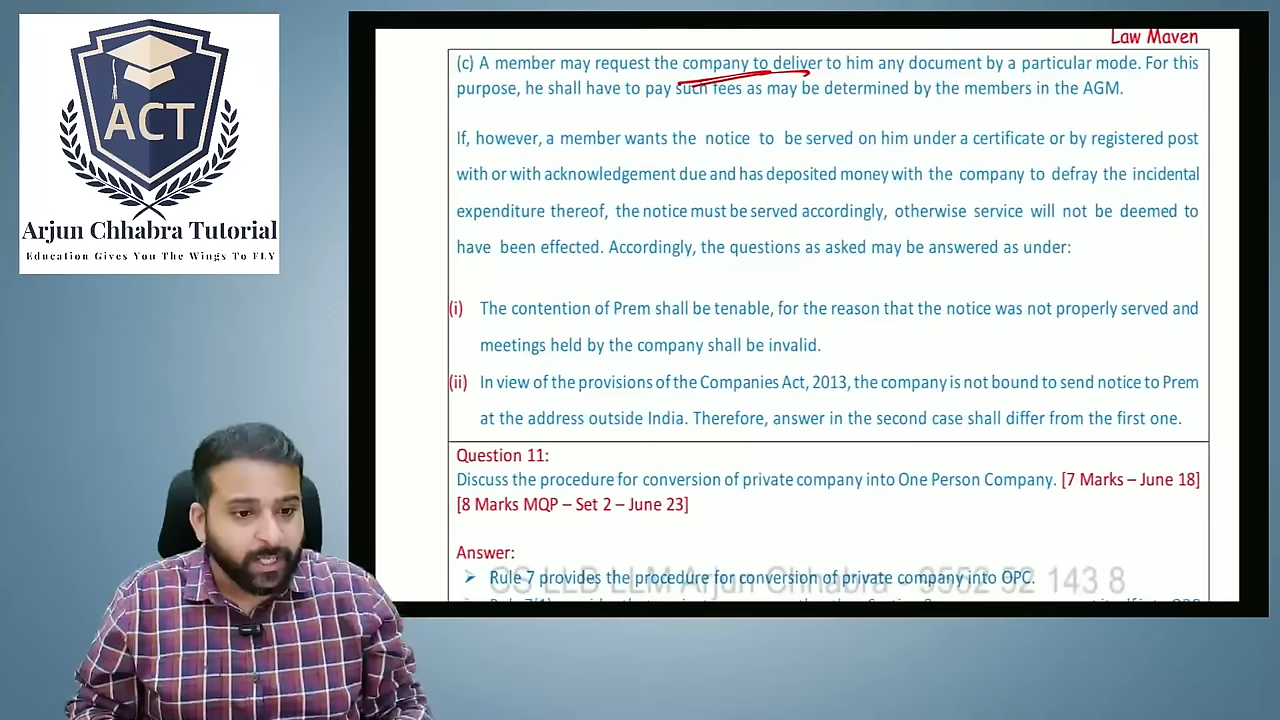 ACT
Arjun Chhabra Tutorial
Education Gives You The Wings To FLY
Law Maven
(c) A member may request the company to deliver to him any document by a particular mode. For this
purpose, he shall have to pay such fees as may be determined by the members in the AGM.
If, however, a member wants the notice to be served on him under a certificate or by registered post
with or with acknowledgement due and has deposited money with the company to defray the incidental
expenditure thereof, the notice must be served accordingly, otherwise service will not be deemed to
have been effected. Accordingly, the questions as asked may be answered as under:
(i) The contention of Prem shall be tenable, for the reason that the notice was not properly served and
meetings held by the company shall be invalid.
(ii) In view of the provisions of the Companies Act, 2013, the company is not bound to send notice to Prem
at the address outside India. Therefore, answer in the second case shall differ from the first one.
Question 11:
Discuss the procedure for conversion of private company into One Person Company. [7 Marks – June 18]
[8 Marks MQP – Set 2 – June 23]
Answer:
➢ Rule 7 provides the procedure for conversion of private company into OPC.
CS LLB LLM Arjun Chhabra - 9552 52 143 8